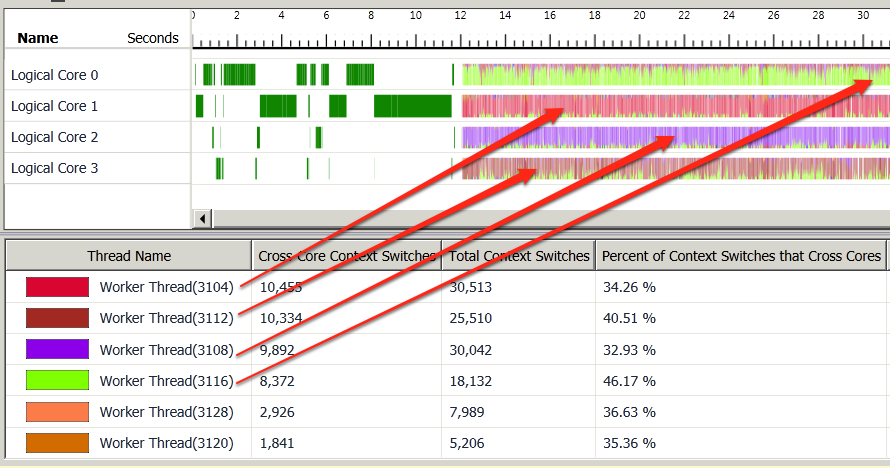 0 2 4 6 8 10 12 14 16 18 20 22 24 26 28 30
Name Seconds
Logical Core 0
Logical Core 1
Logical Core 2
Logical Core 3
Thread Name Cross Core Context Switches Total Context Switches Percent of Context Switches that Cross Cores
Worker Thread(3104) 10,455 30,513 34.26 %
Worker Thread(3112) 10,334 25,510 40.51 %
Worker Thread(3108) 9,892 30,042 32.93 %
Worker Thread(3116) 8,372 18,132 46.17 %
Worker Thread(3128) 2,926 7,989 36.63 %
Worker Thread(3120) 1,841 5,206 35.36 %